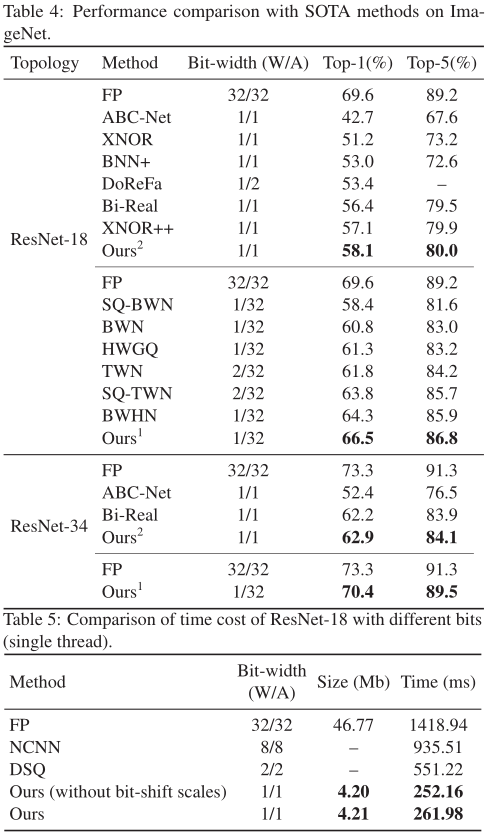 Table 4: Performance comparison with SOTA methods on Ima-
geNet.
Topology Method Bit-width (W/A) Top-1(%) Top-5(%)
ResNet-18
FP 32/32 69.6 89.2
ABC-Net 1/1 42.7 67.6
XNOR 1/1 51.2 73.2
BNN+ 1/1 53.0 72.6
DoReFa 1/2 53.4 –
Bi-Real 1/1 56.4 79.5
XNOR++ 1/1 57.1 79.9
Ours² 1/1 58.1 80.0
FP 32/32 69.6 89.2
SQ-BWN 1/32 58.4 81.6
BWN 1/32 60.8 83.0
HWGQ 1/32 61.3 83.2
TWN 2/32 61.8 84.2
SQ-TWN 2/32 63.8 85.7
BWHN 1/32 64.3 85.9
Ours¹ 1/32 66.5 86.8
ResNet-34
FP 32/32 73.3 91.3
ABC-Net 1/1 52.4 76.5
Bi-Real 1/1 62.2 83.9
Ours² 1/1 62.9 84.1
FP 32/32 73.3 91.3
Ours¹ 1/32 70.4 89.5
Table 5: Comparison of time cost of ResNet-18 with different bits
(single thread).
Method Bit-width (W/A) Size (Mb) Time (ms)
FP 32/32 46.77 1418.94
NCNN 8/8 – 935.51
DSQ 2/2 – 551.22
Ours (without bit-shift scales) 1/1 4.20 252.16
Ours 1/1 4.21 261.98